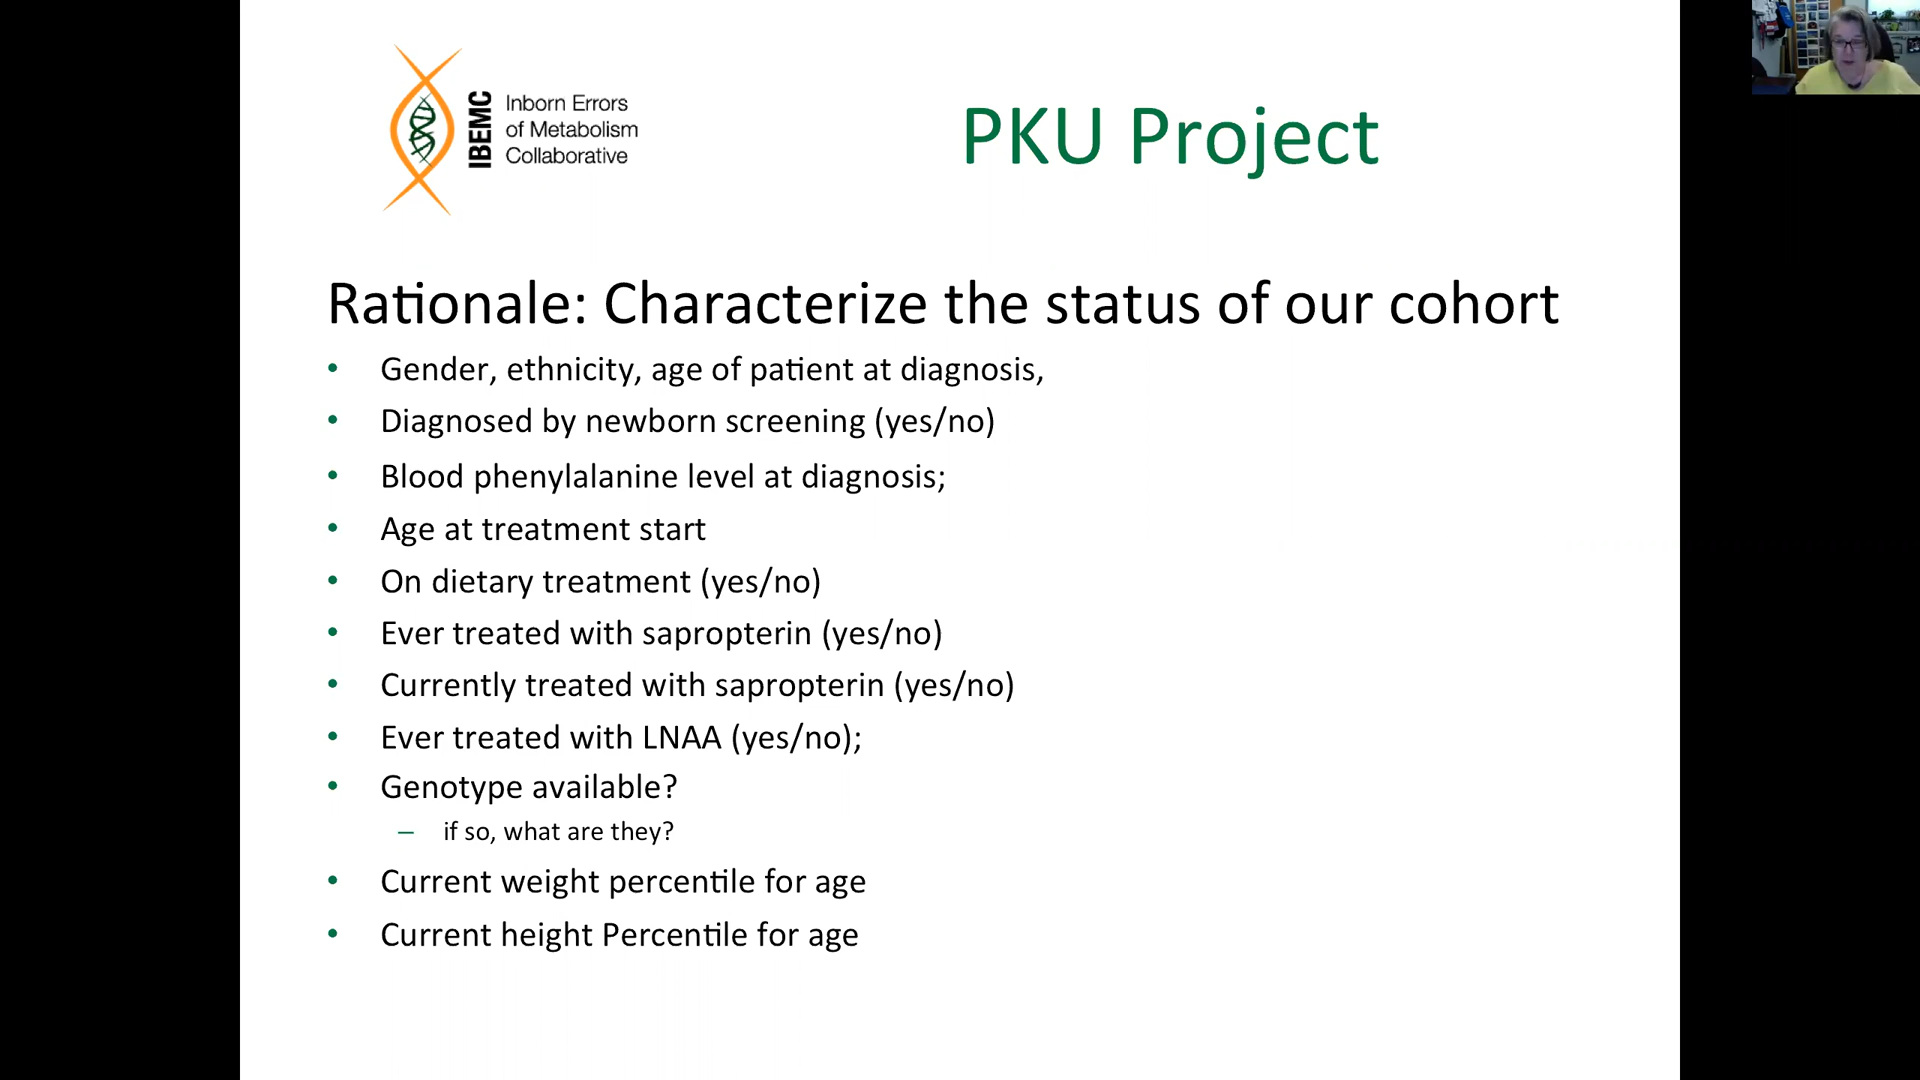 IBEMC
Inborn Errors
of Metabolism
Collaborative
PKU Project
Rationale: Characterize the status of our cohort
• Gender, ethnicity, age of patient at diagnosis,
• Diagnosed by newborn screening (yes/no)
• Blood phenylalanine level at diagnosis;
• Age at treatment start
• On dietary treatment (yes/no)
• Ever treated with sapropterin (yes/no)
• Currently treated with sapropterin (yes/no)
• Ever treated with LNAA (yes/no);
• Genotype available?
– if so, what are they?
• Current weight percentile for age
• Current height Percentile for age